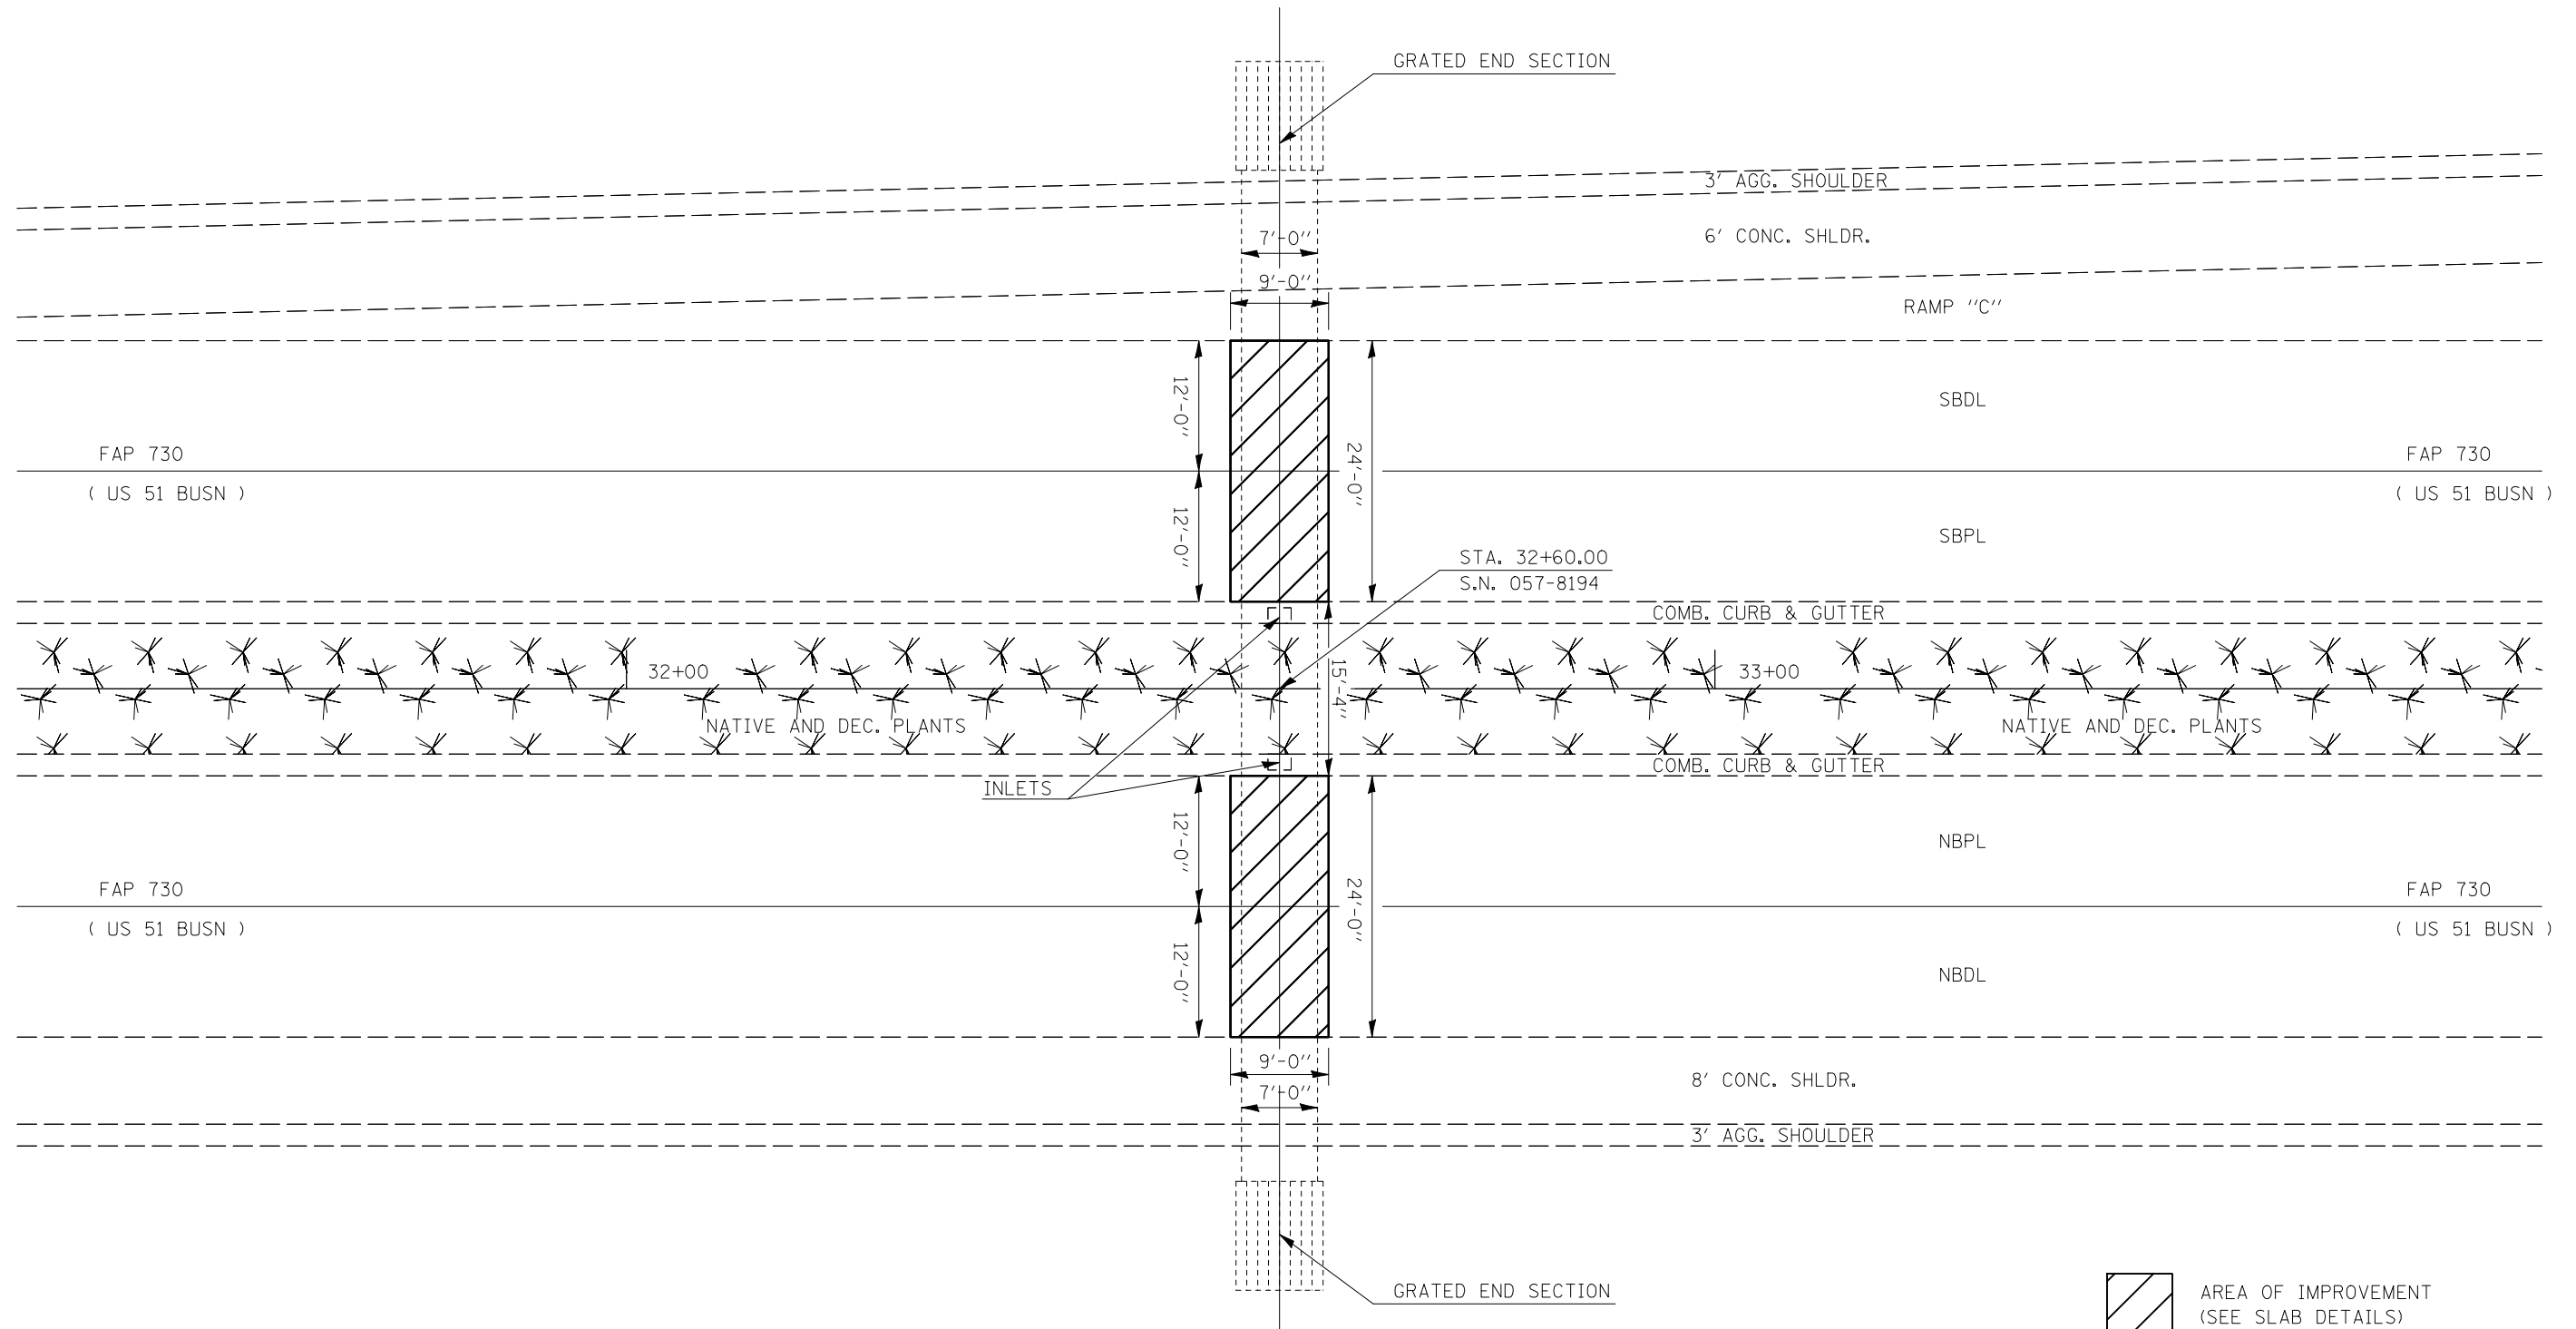 GRATED END SECTION
3' AGG. SHOULDER
6' CONC. SHLDR.
7'-0"
9'-0"
RAMP "C"
12'-0"
24'-0"
SBDL
FAP 730
( US 51 BUSN )
FAP 730
( US 51 BUSN )
12'-0"
SBPL
STA. 32+60.00
S.N. 057-8194
COMB. CURB & GUTTER
32+00
15'-4"
33+00
NATIVE AND DEC. PLANTS
NATIVE AND DEC. PLANTS
COMB. CURB & GUTTER
INLETS
12'-0"
24'-0"
NBPL
FAP 730
( US 51 BUSN )
FAP 730
( US 51 BUSN )
12'-0"
NBDL
9'-0"
7'-0"
8' CONC. SHLDR.
3' AGG. SHOULDER
GRATED END SECTION
AREA OF IMPROVEMENT
(SEE SLAB DETAILS)